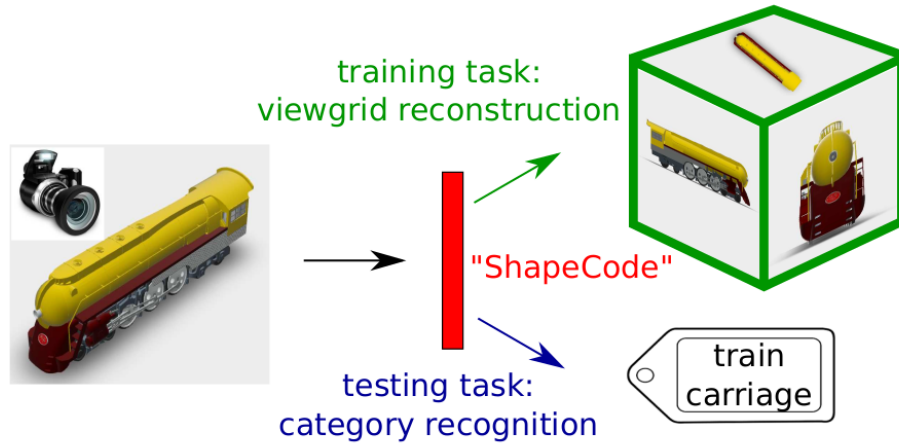 training task:
viewgrid reconstruction
"ShapeCode"
testing task:
category recognition
train
carriage